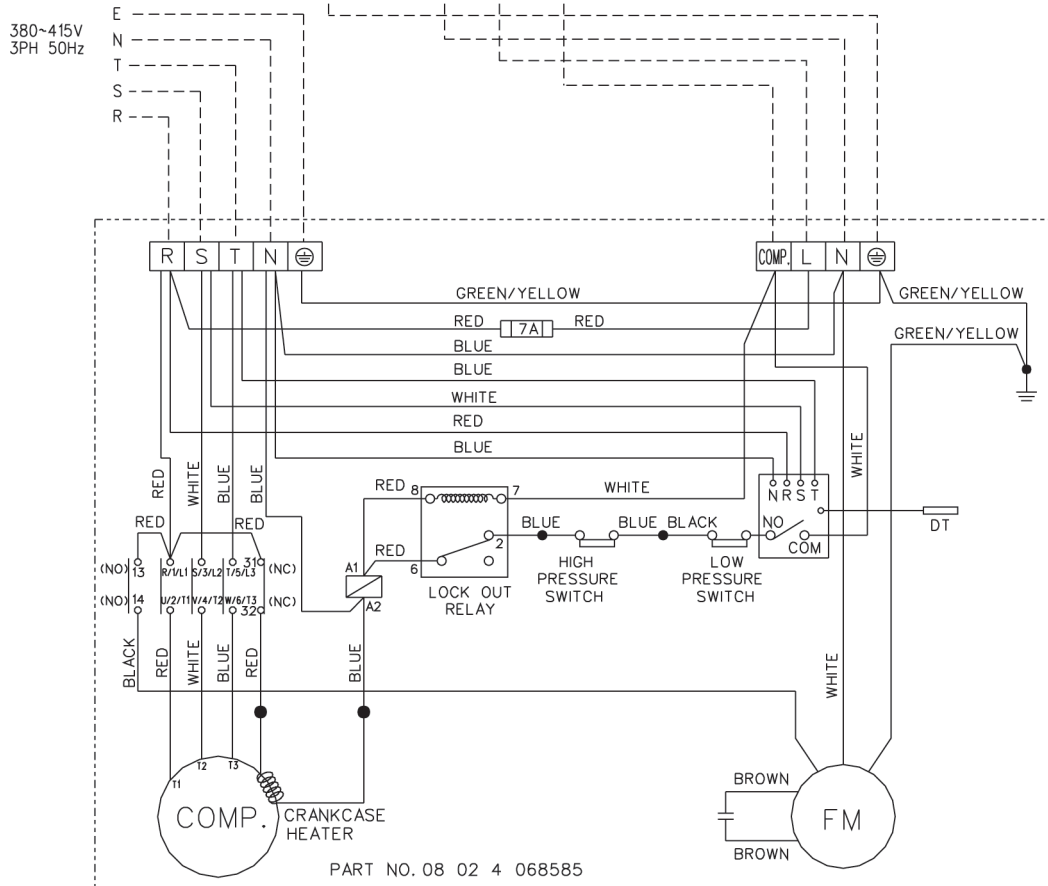 E
380~415V
3PH 50Hz
N
T
S
R
R S T N
COMP. L N
GREEN/YELLOW
GREEN/YELLOW
RED 7A RED
GREEN/YELLOW
BLUE
BLUE
WHITE
RED
BLUE
WHITE
RED
WHITE
BLUE
BLUE
RED 8 7 WHITE
N R S T
RED
RED
BLUE
BLUE
BLACK
NO
COM
DT
2
RED
6
(NO) 13
R/1/L1
S/3/L2
T/5/L3
31 (NC)
A1
A2
HIGH
PRESSURE
SWITCH
LOW
PRESSURE
SWITCH
LOCK OUT
RELAY
(NO) 14
U/2/T1
V/4/T2
W/6/T3
32 (NC)
BLACK
RED
WHITE
BLUE
RED
BLUE
WHITE
T1
T2
T3
COMP.
CRANKCASE
HEATER
BROWN
FM
BROWN
PART NO. 08 02 4 068585